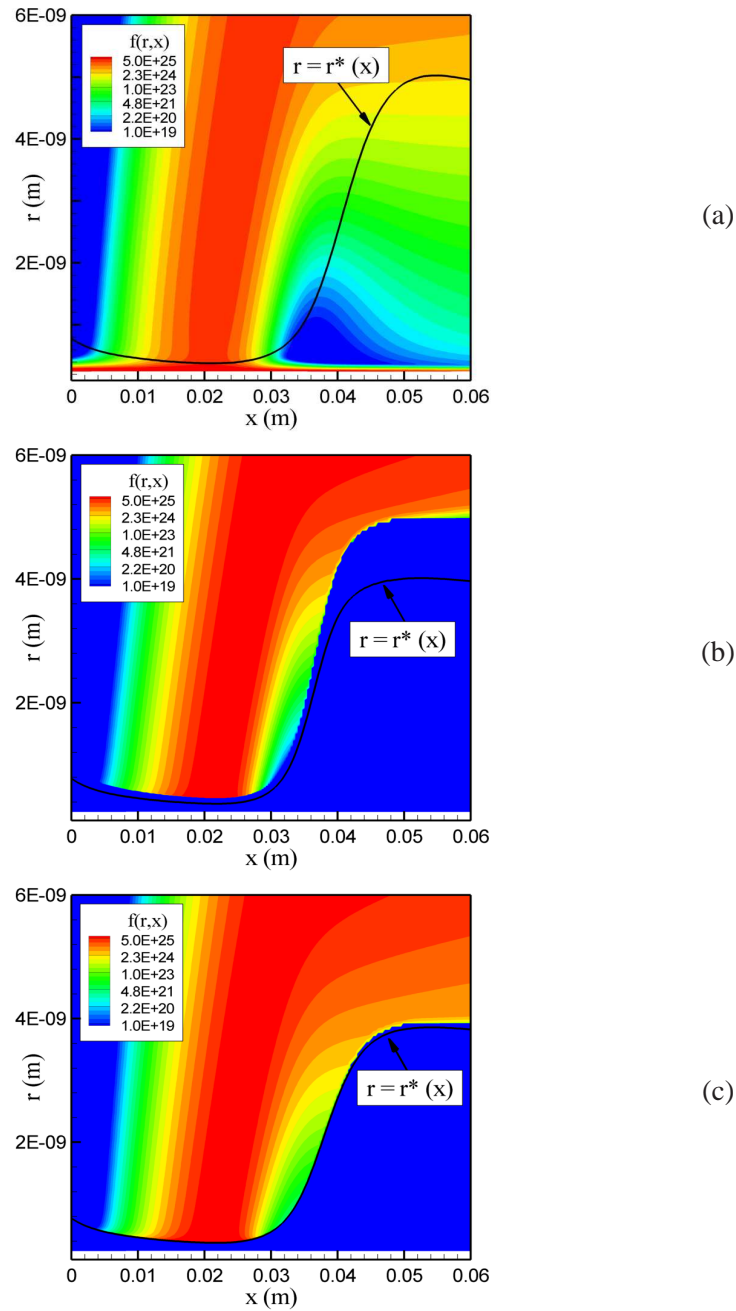 6E-09
f(r,x)
5.0E+25
2.3E+24
1.0E+23
4.8E+21
2.2E+20
1.0E+19
r = r* (x)
4E-09
r (m)
2E-09
0 0.01 0.02 0.03 0.04 0.05 0.06
x (m)
(a)
6E-09
f(r,x)
5.0E+25
2.3E+24
1.0E+23
4.8E+21
2.2E+20
1.0E+19
4E-09
r = r* (x)
r (m)
2E-09
0 0.01 0.02 0.03 0.04 0.05 0.06
x (m)
(b)
6E-09
f(r,x)
5.0E+25
2.3E+24
1.0E+23
4.8E+21
2.2E+20
1.0E+19
4E-09
r = r* (x)
r (m)
2E-09
0 0.01 0.02 0.03 0.04 0.05 0.06
x (m)
(c)